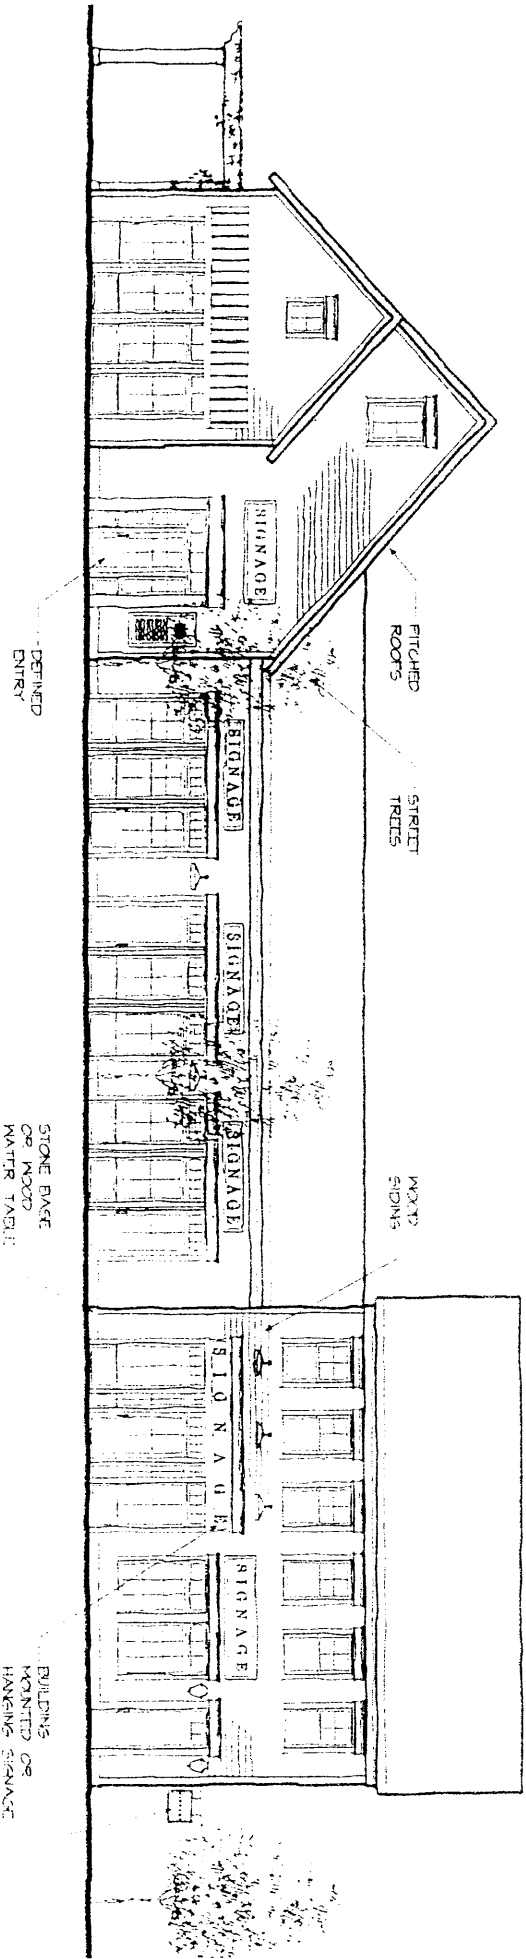 PITCHED
ROOFS
STREET
TREES
WOOD
SIDING
SIGNAGE
SIGNAGE
SIGNAGE
SIGNAGE
SIGNAGE
SIGNAGE
DEFINED
ENTRY
STONE BASE
OR WOOD
WATER TABLE
BUILDING
MOUNTED OR
HANGING SIGNAGE